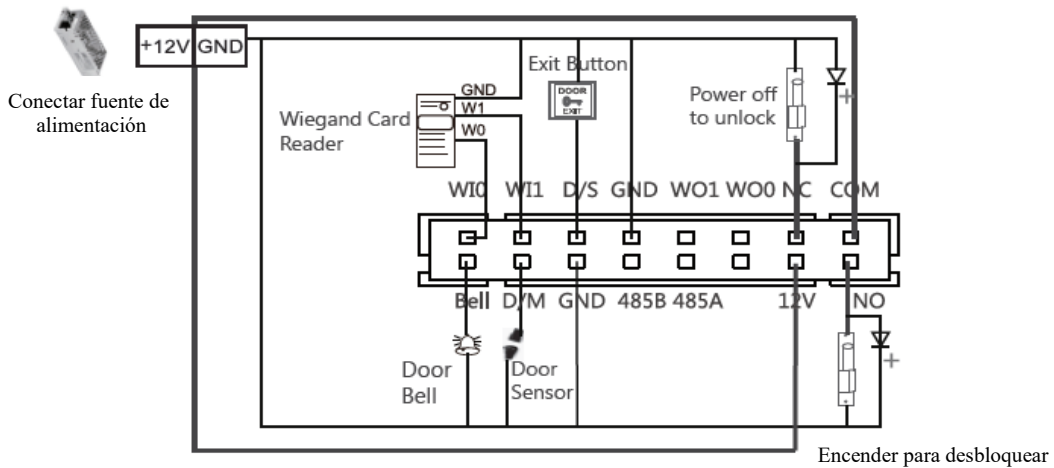 +12V GND
Conectar fuente de
alimentación
Exit Button
DOOR
EXIT
GND
W1
W0
Wiegand Card
Reader
Power off
to unlock
+
WI0 WI1 D/S GND WO1 WO0 NC COM
Bell D/M GND 485B 485A 12V NO
Door
Bell
Door
Sensor
+
Encender para desbloquear